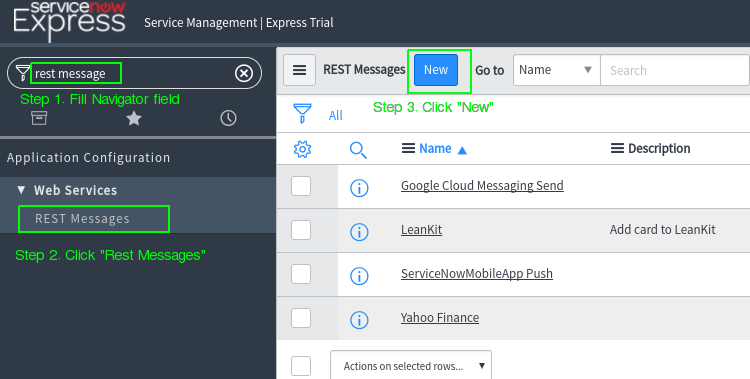 servicenow
Express
Service Management | Express Trial
rest message
Step 1. Fill Navigator field
Application Configuration
▼ Web Services
REST Messages
Step 2. Click "Rest Messages"
REST Messages New Go to Name ▼ Search
Step 3. Click "New"
All
Name ▲ Description
Google Cloud Messaging Send
LeanKit Add card to LeanKit
ServiceNowMobileApp Push
Yahoo Finance
Actions on selected rows... ▼